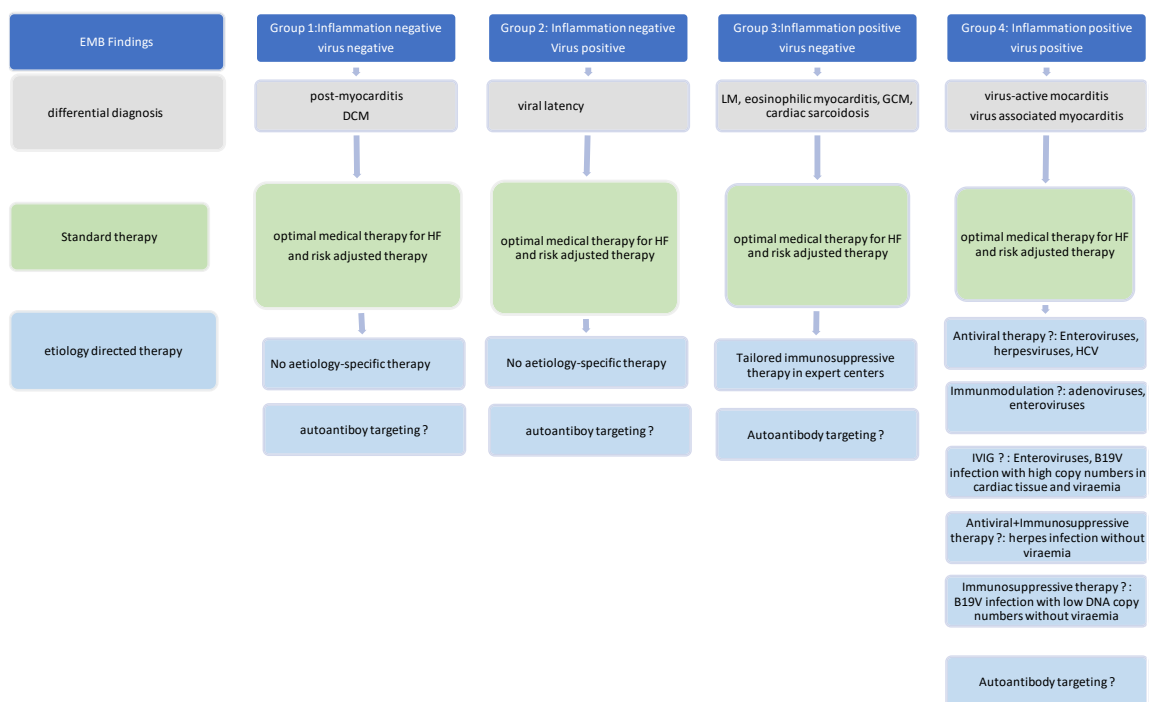 EMB Findings
Group 1:Inflammation negative
virus negative
Group 2: Inflammation negative
Virus positive
Group 3:Inflammation positive
virus negative
Group 4: Inflammation positive
virus positive
differential diagnosis
post-myocarditis
DCM
viral latency
LM, eosinophilic myocarditis, GCM,
cardiac sarcoidosis
virus-active mocarditis
virus associated myocarditis
Standard therapy
optimal medical therapy for HF
and risk adjusted therapy
optimal medical therapy for HF
and risk adjusted therapy
optimal medical therapy for HF
and risk adjusted therapy
optimal medical therapy for HF
and risk adjusted therapy
etiology directed therapy
No aetiology-specific therapy
autoantiboy targeting ?
No aetiology-specific therapy
autoantiboy targeting ?
Tailored immunosuppressive
therapy in expert centers
Autoantibody targeting ?
Antiviral therapy ?: Enteroviruses,
herpesviruses, HCV
Immunmodulation ?: adenoviruses,
enteroviruses
IVIG ? : Enteroviruses, B19V
infection with high copy numbers in
cardiac tissue and viraemia
Antiviral+Immunosuppressive
therapy ?: herpes infection without
viraemia
Immunosuppressive therapy ? :
B19V infection with low DNA copy
numbers without viraemia
Autoantibody targeting ?